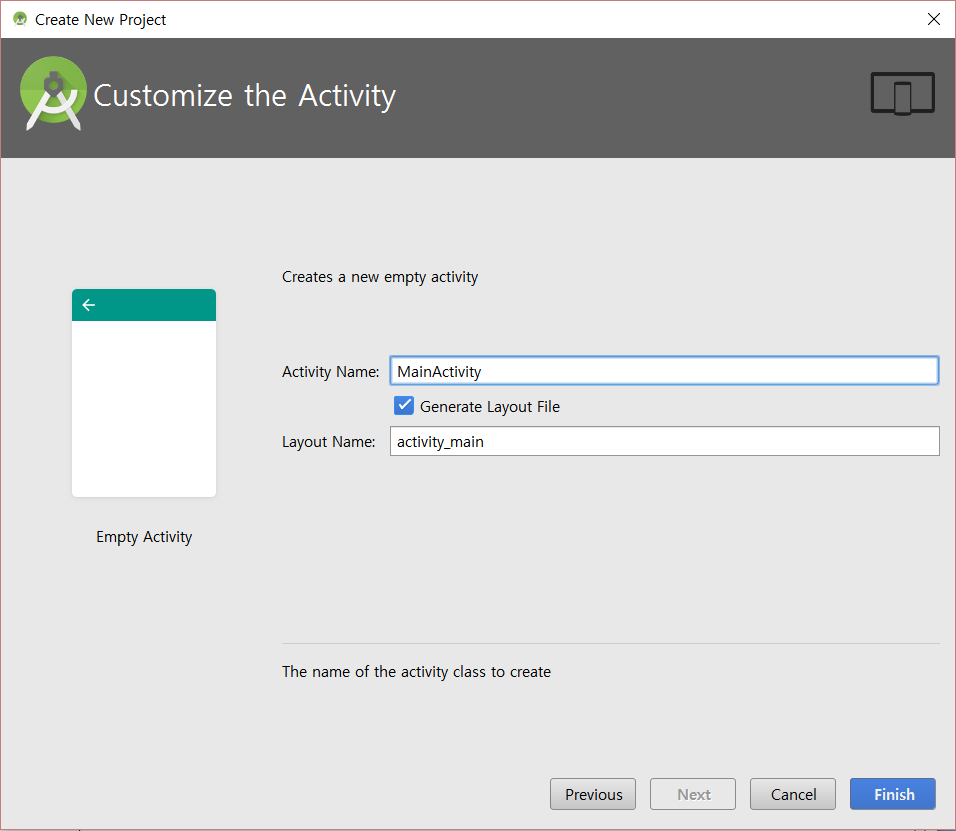 Create New Project
Customize the Activity
Creates a new empty activity
Activity Name: MainActivity
Generate Layout File
Layout Name: activity_main
Empty Activity
The name of the activity class to create
Previous Next Cancel Finish